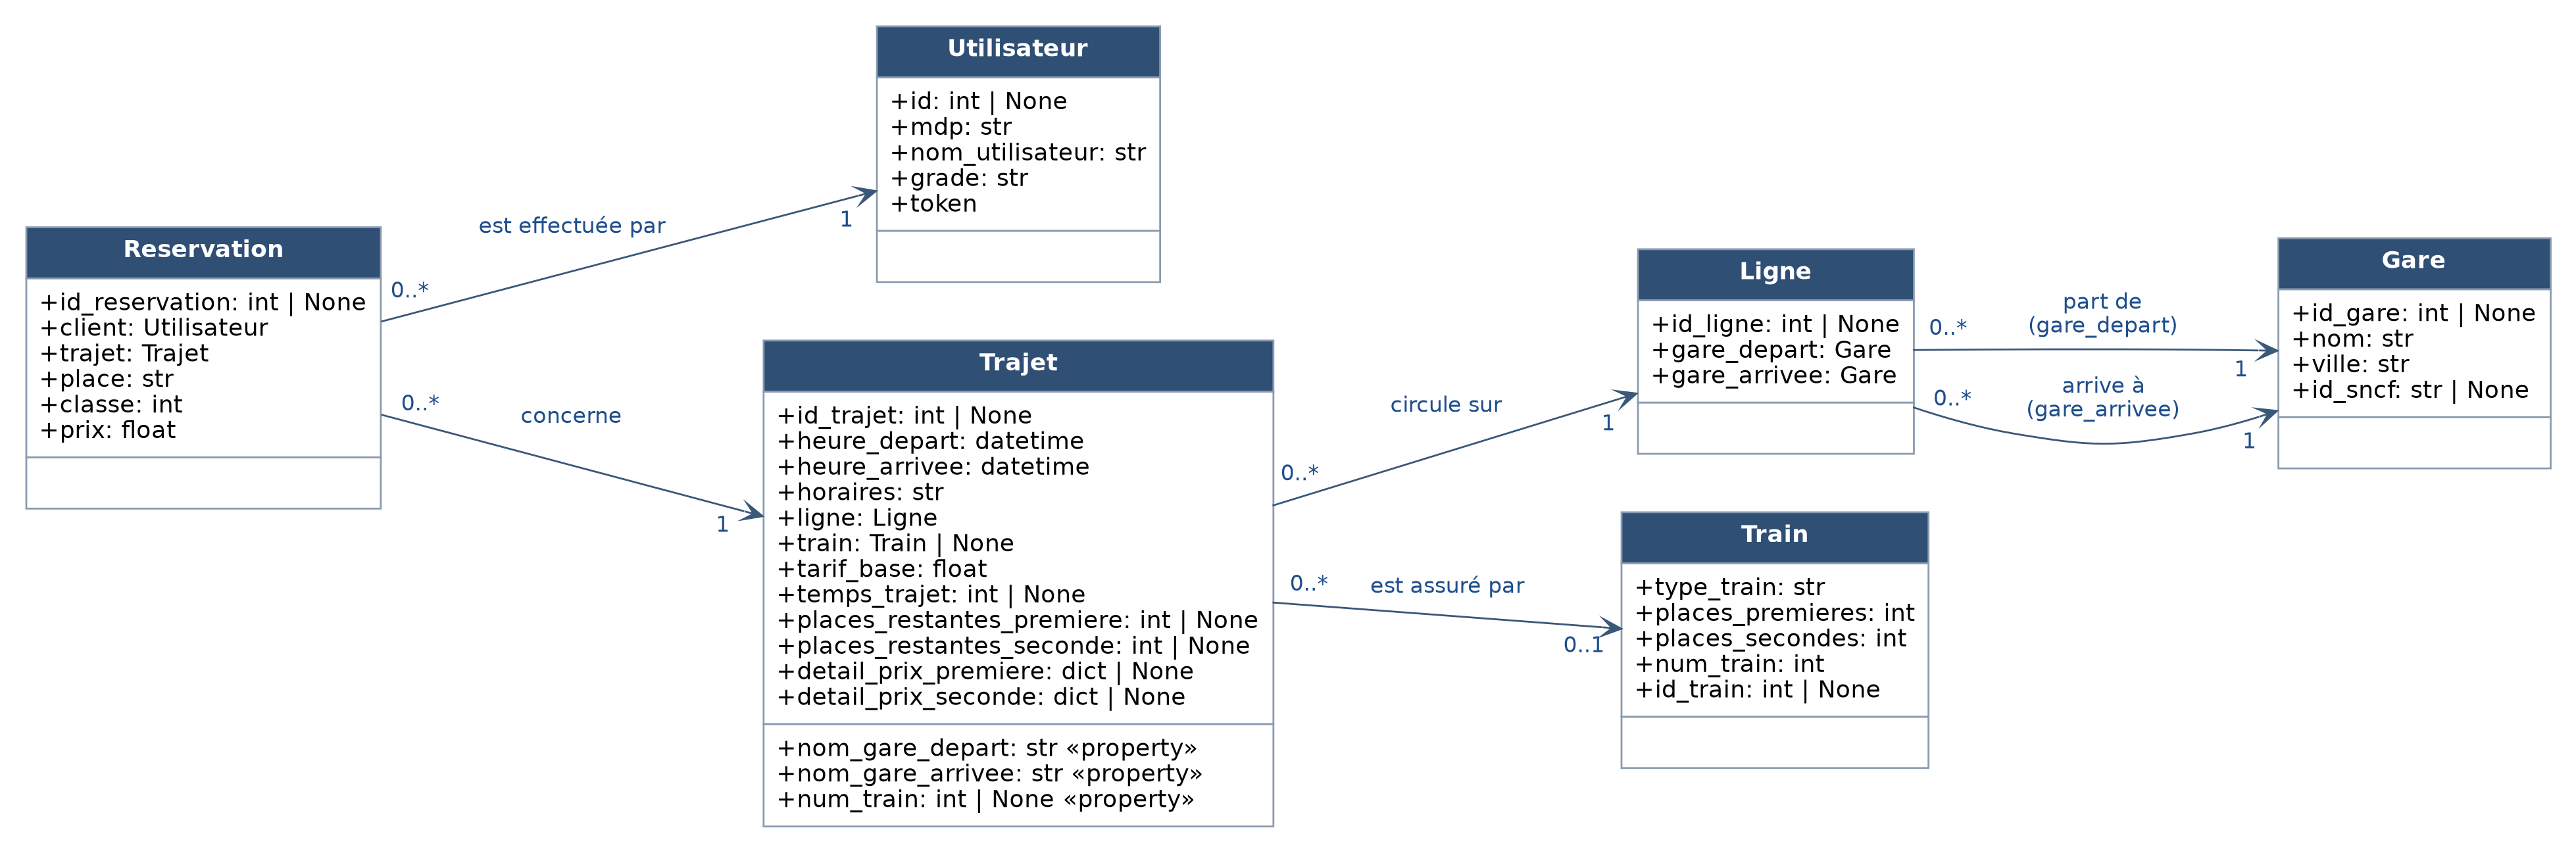 Utilisateur
+id: int | None
+mdp: str
+nom_utilisateur: str
+grade: str
+token
Reservation
+id_reservation: int | None
+client: Utilisateur
+trajet: Trajet
+place: str
+classe: int
+prix: float
est effectuée par
0..*
1
concerne
0..*
1
Trajet
+id_trajet: int | None
+heure_depart: datetime
+heure_arrivee: datetime
+horaires: str
+ligne: Ligne
+train: Train | None
+tarif_base: float
+temps_trajet: int | None
+places_restantes_premiere: int | None
+places_restantes_seconde: int | None
+detail_prix_premiere: dict | None
+detail_prix_seconde: dict | None
+nom_gare_depart: str «property»
+nom_gare_arrivee: str «property»
+num_train: int | None «property»
circule sur
0..*
1
est assuré par
0..*
0..1
Ligne
+id_ligne: int | None
+gare_depart: Gare
+gare_arrivee: Gare
part de
(gare_depart)
0..*
1
arrive à
(gare_arrivee)
0..*
1
Gare
+id_gare: int | None
+nom: str
+ville: str
+id_sncf: str | None
Train
+type_train: str
+places_premieres: int
+places_secondes: int
+num_train: int
+id_train: int | None